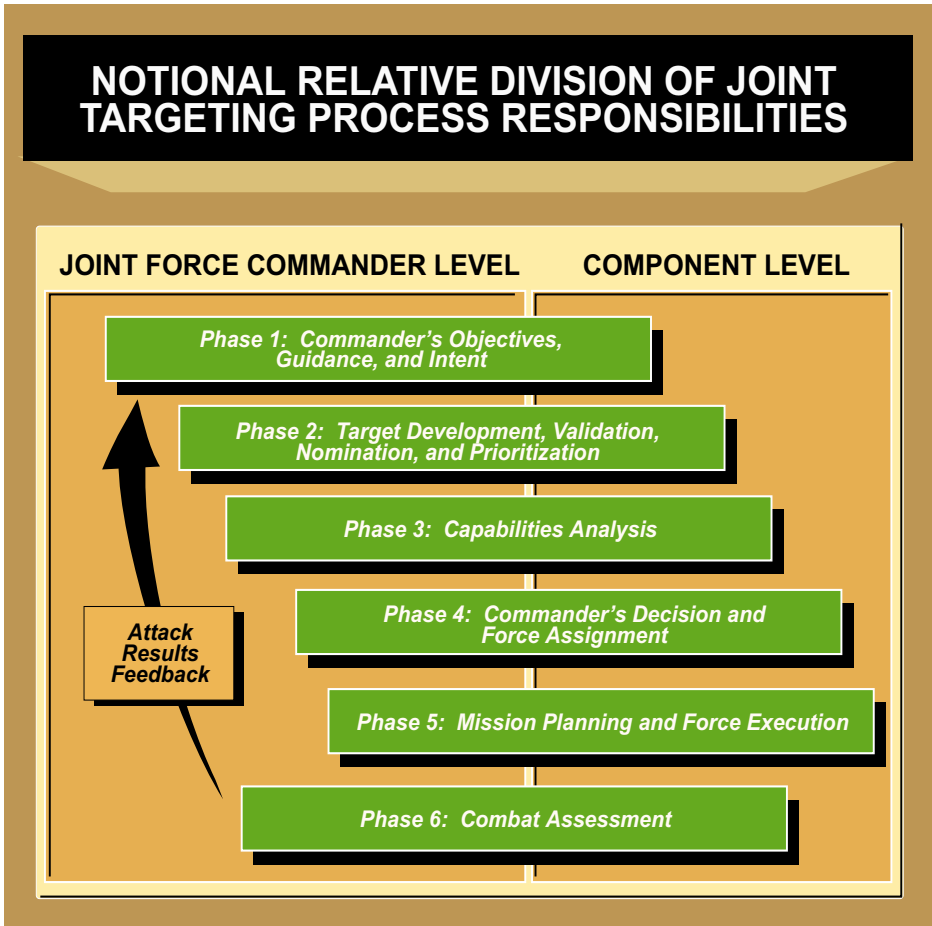 NOTIONAL RELATIVE DIVISION OF JOINT
TARGETING PROCESS RESPONSIBILITIES
JOINT FORCE COMMANDER LEVEL
COMPONENT LEVEL
Phase 1: Commander's Objectives,
Guidance, and Intent
Phase 2: Target Development, Validation,
Nomination, and Prioritization
Phase 3: Capabilities Analysis
Phase 4: Commander's Decision and
Force Assignment
Attack
Results
Feedback
Phase 5: Mission Planning and Force Execution
Phase 6: Combat Assessment